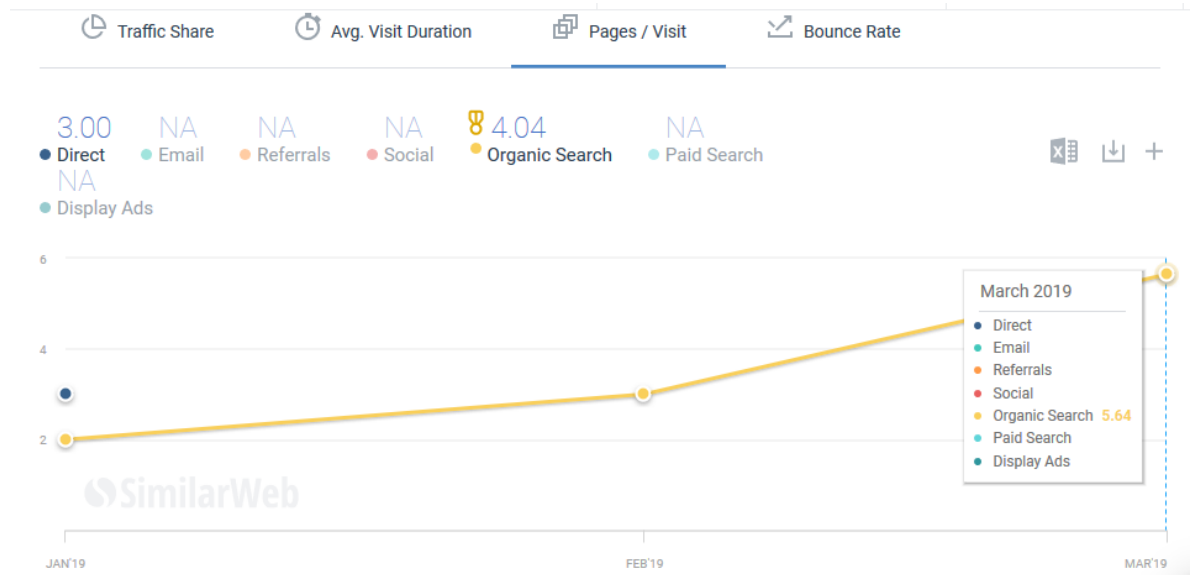 Traffic Share Avg. Visit Duration Pages / Visit Bounce Rate
3.00 NA NA NA 4.04 NA
Direct Email Referrals Social Organic Search Paid Search
NA
Display Ads
6
4
2
March 2019
Direct
Email
Referrals
Social
Organic Search 5.64
Paid Search
Display Ads
SimilarWeb
JAN'19 FEB'19 MAR'19